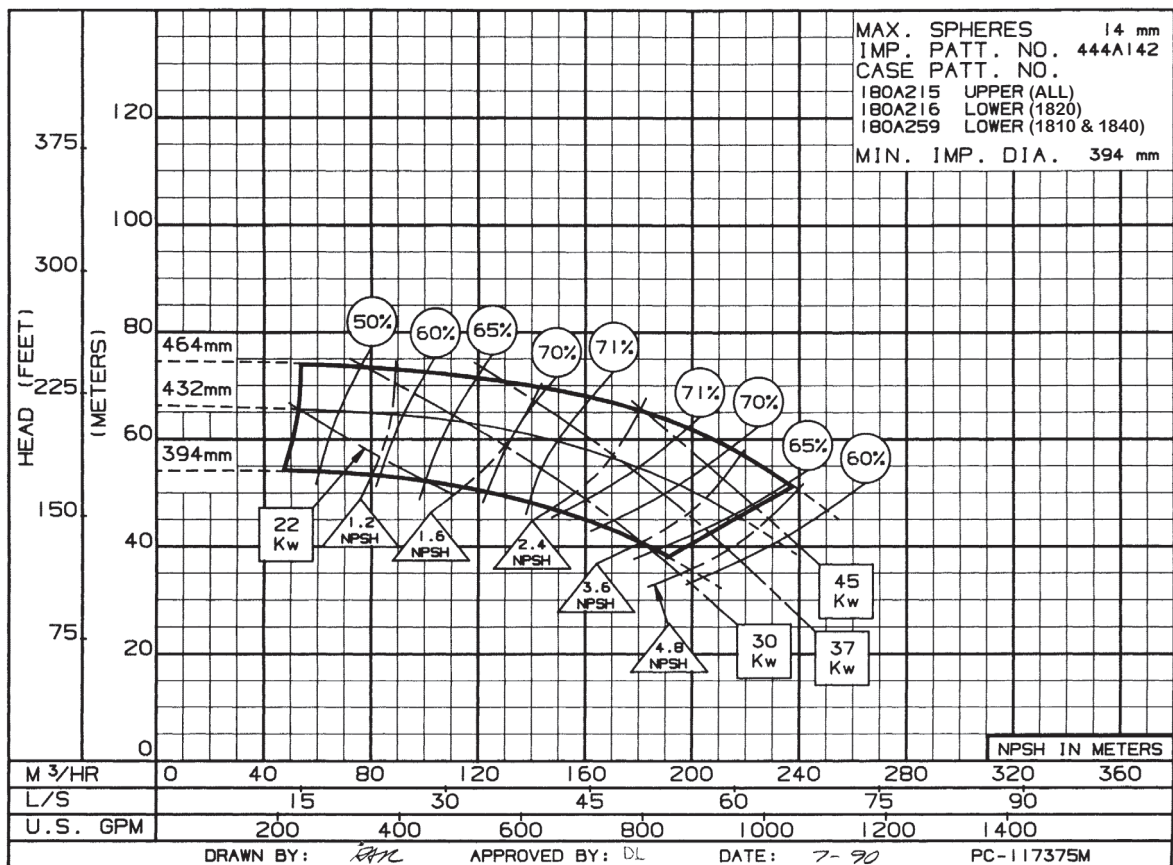 MAX. SPHERES 14 mm
IMP. PATT. NO. 444A142
CASE PATT. NO.
180A215 UPPER (ALL)
180A216 LOWER (1820)
180A259 LOWER (1810 & 1840)
MIN. IMP. DIA. 394 mm
HEAD (FEET)
(METERS)
375
300
225
150
75
120
100
80
60
40
20
0
464mm
432mm
394mm
50%
60%
65%
70%
71%
71%
70%
65%
60%
22 Kw
1.2 NPSH
1.6 NPSH
2.4 NPSH
3.6 NPSH
4.8 NPSH
30 Kw
37 Kw
45 Kw
NPSH IN METERS
M³/HR 0 40 80 120 160 200 240 280 320 360
L/S 15 30 45 60 75 90
U.S. GPM 200 400 600 800 1000 1200 1400
DRAWN BY: APPROVED BY: DL DATE: 7-90 PC-117375M